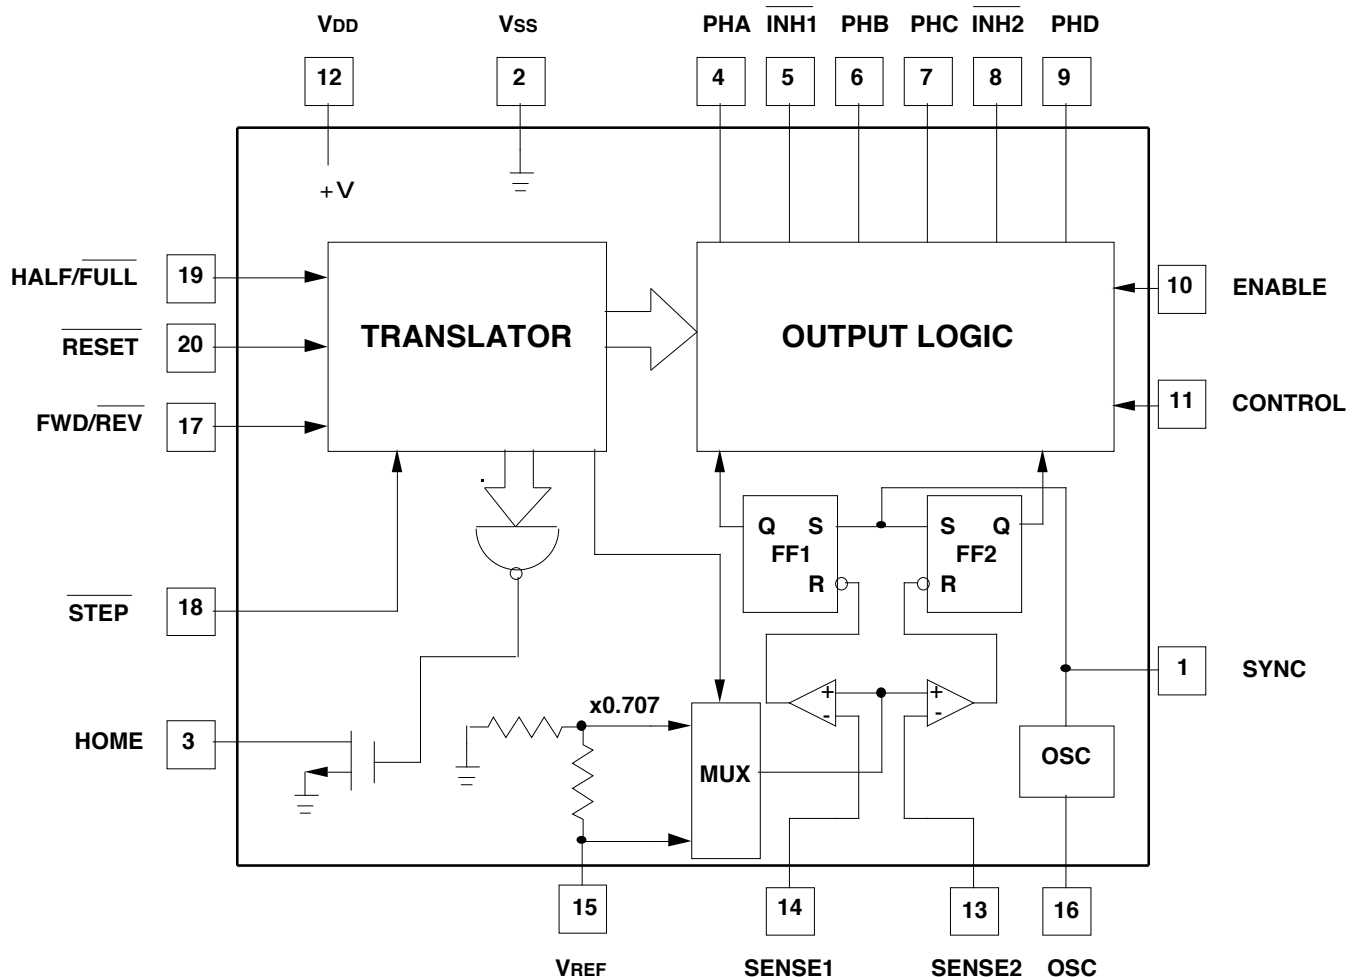 VDD VSS PHA INH1 PHB PHC INH2 PHD
12 2 4 5 6 7 8 9
+V
HALF/FULL 19
RESET 20
FWD/REV 17
TRANSLATOR
OUTPUT LOGIC
10 ENABLE
11 CONTROL
Q S
FF1
R
S Q
FF2
R
STEP 18
1 SYNC
x0.707
+
-
+
-
HOME 3
MUX
OSC
15 14 13 16
VREF SENSE1 SENSE2 OSC